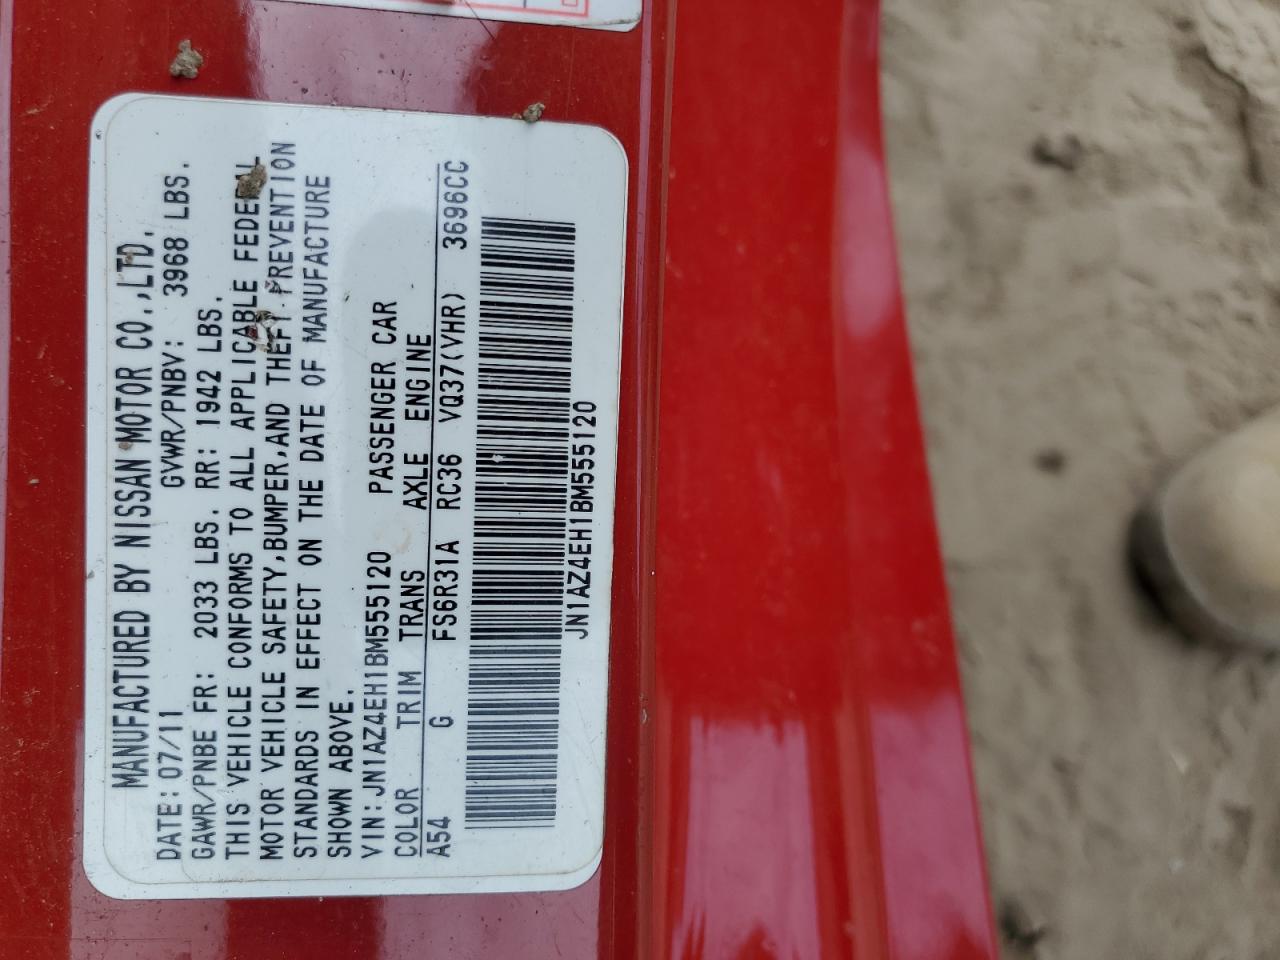 MANUFACTURED BY NISSAN MOTOR CO.,LTD.
DATE: 07/11 GVWR/PNBV: 3968 LBS.
GAWR/PNBE FR: 2033 LBS. RR: 1942 LBS.
THIS VEHICLE CONFORMS TO ALL APPLICABLE FEDERAL
MOTOR VEHICLE SAFETY,BUMPER,AND THEFT PREVENTION
STANDARDS IN EFFECT ON THE DATE OF MANUFACTURE
SHOWN ABOVE.
VIN: JN1AZ4EH1BM555120 PASSENGER CAR
COLOR TRIM TRANS AXLE ENGINE
A54 G FS6R31A RC36 VQ37(VHR) 3696CC
JN1AZ4EH1BM555120